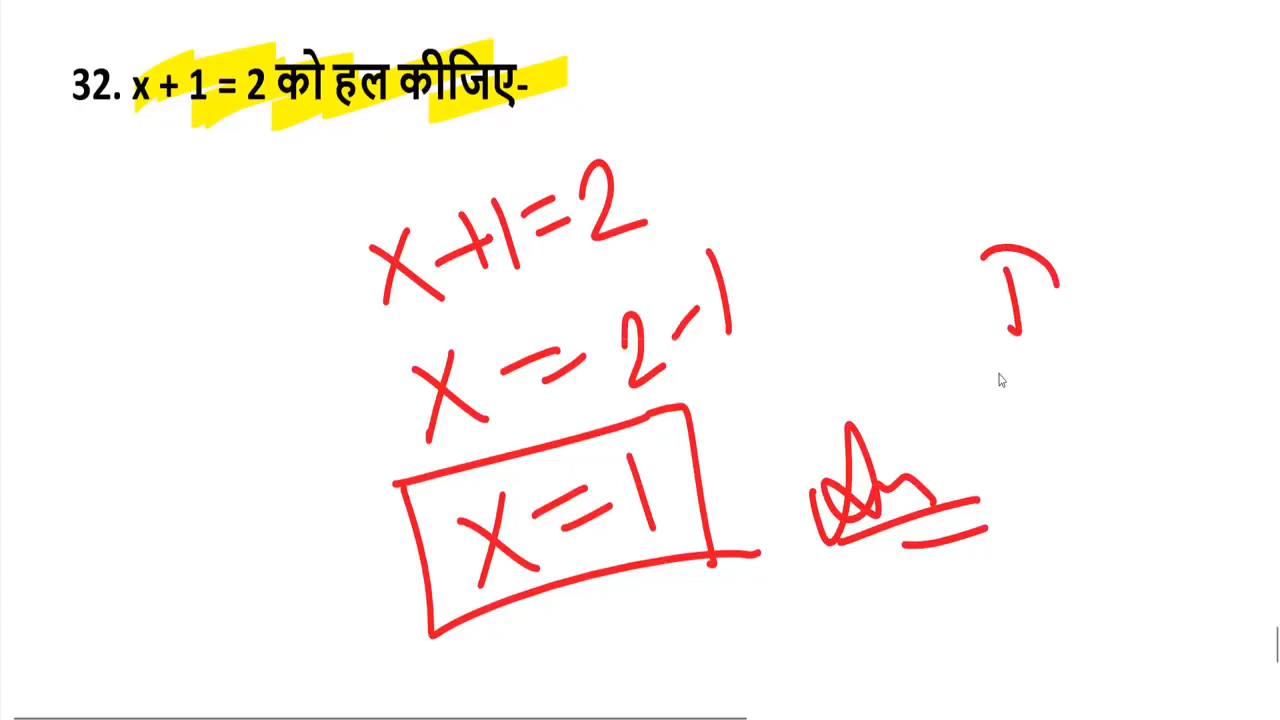 32. x + 1 = 2 को हल कीजिए-
x+1=2
x = 2-1
x=1